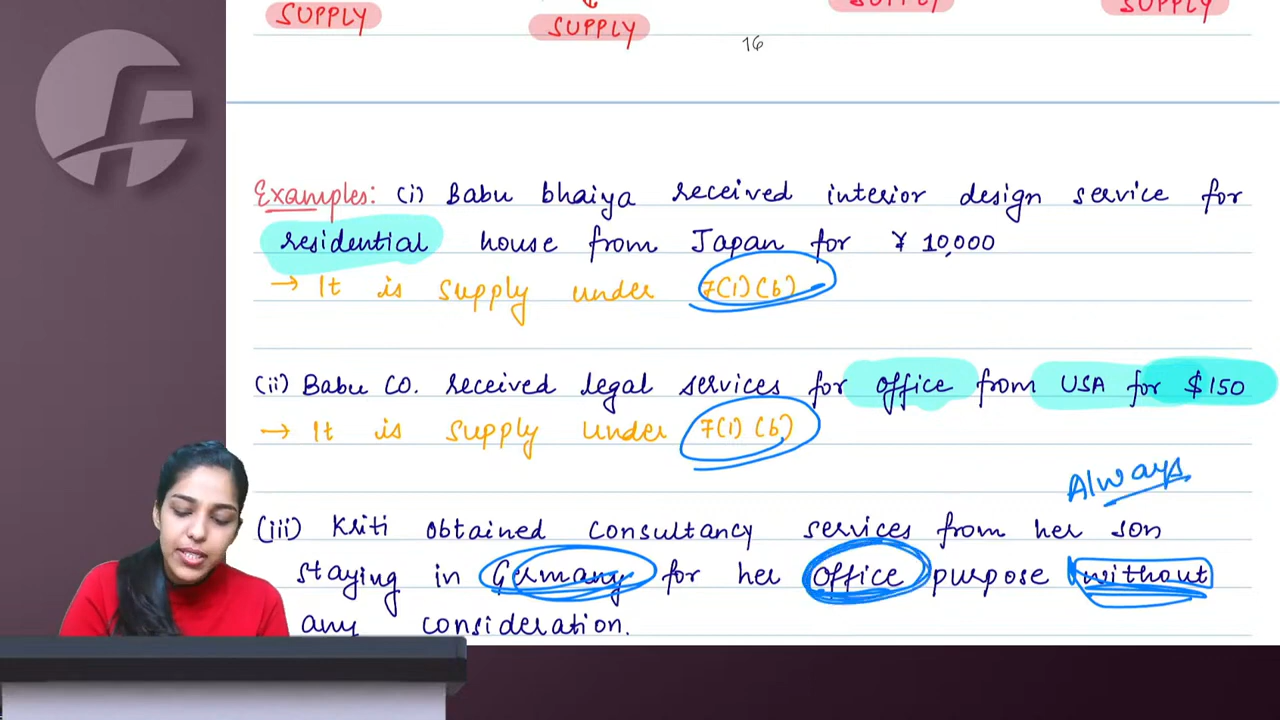 SUPPLY SUPPLY SUPPLY SUPPLY
16
Examples: (i) Babu bhaiya received interior design service for
residential house from Japan for ¥ 10,000
→ It is supply under 7(1)(b)
(ii) Babu CO. received legal services for office from USA for $150
→ It is supply under 7(1)(b)
Always
(iii) Kriti obtained consultancy services from her son
staying in Germany for her office purpose without
any consideration.